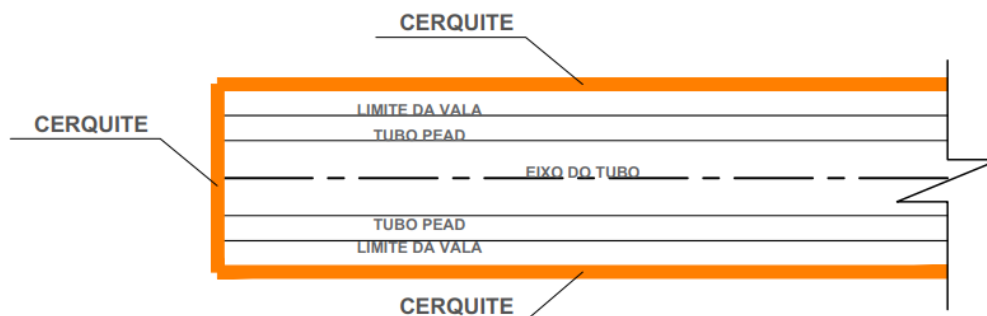 CERQUITE
LIMITE DA VALA
CERQUITE
TUBO PEAD
EIXO DO TUBO
TUBO PEAD
LIMITE DA VALA
CERQUITE